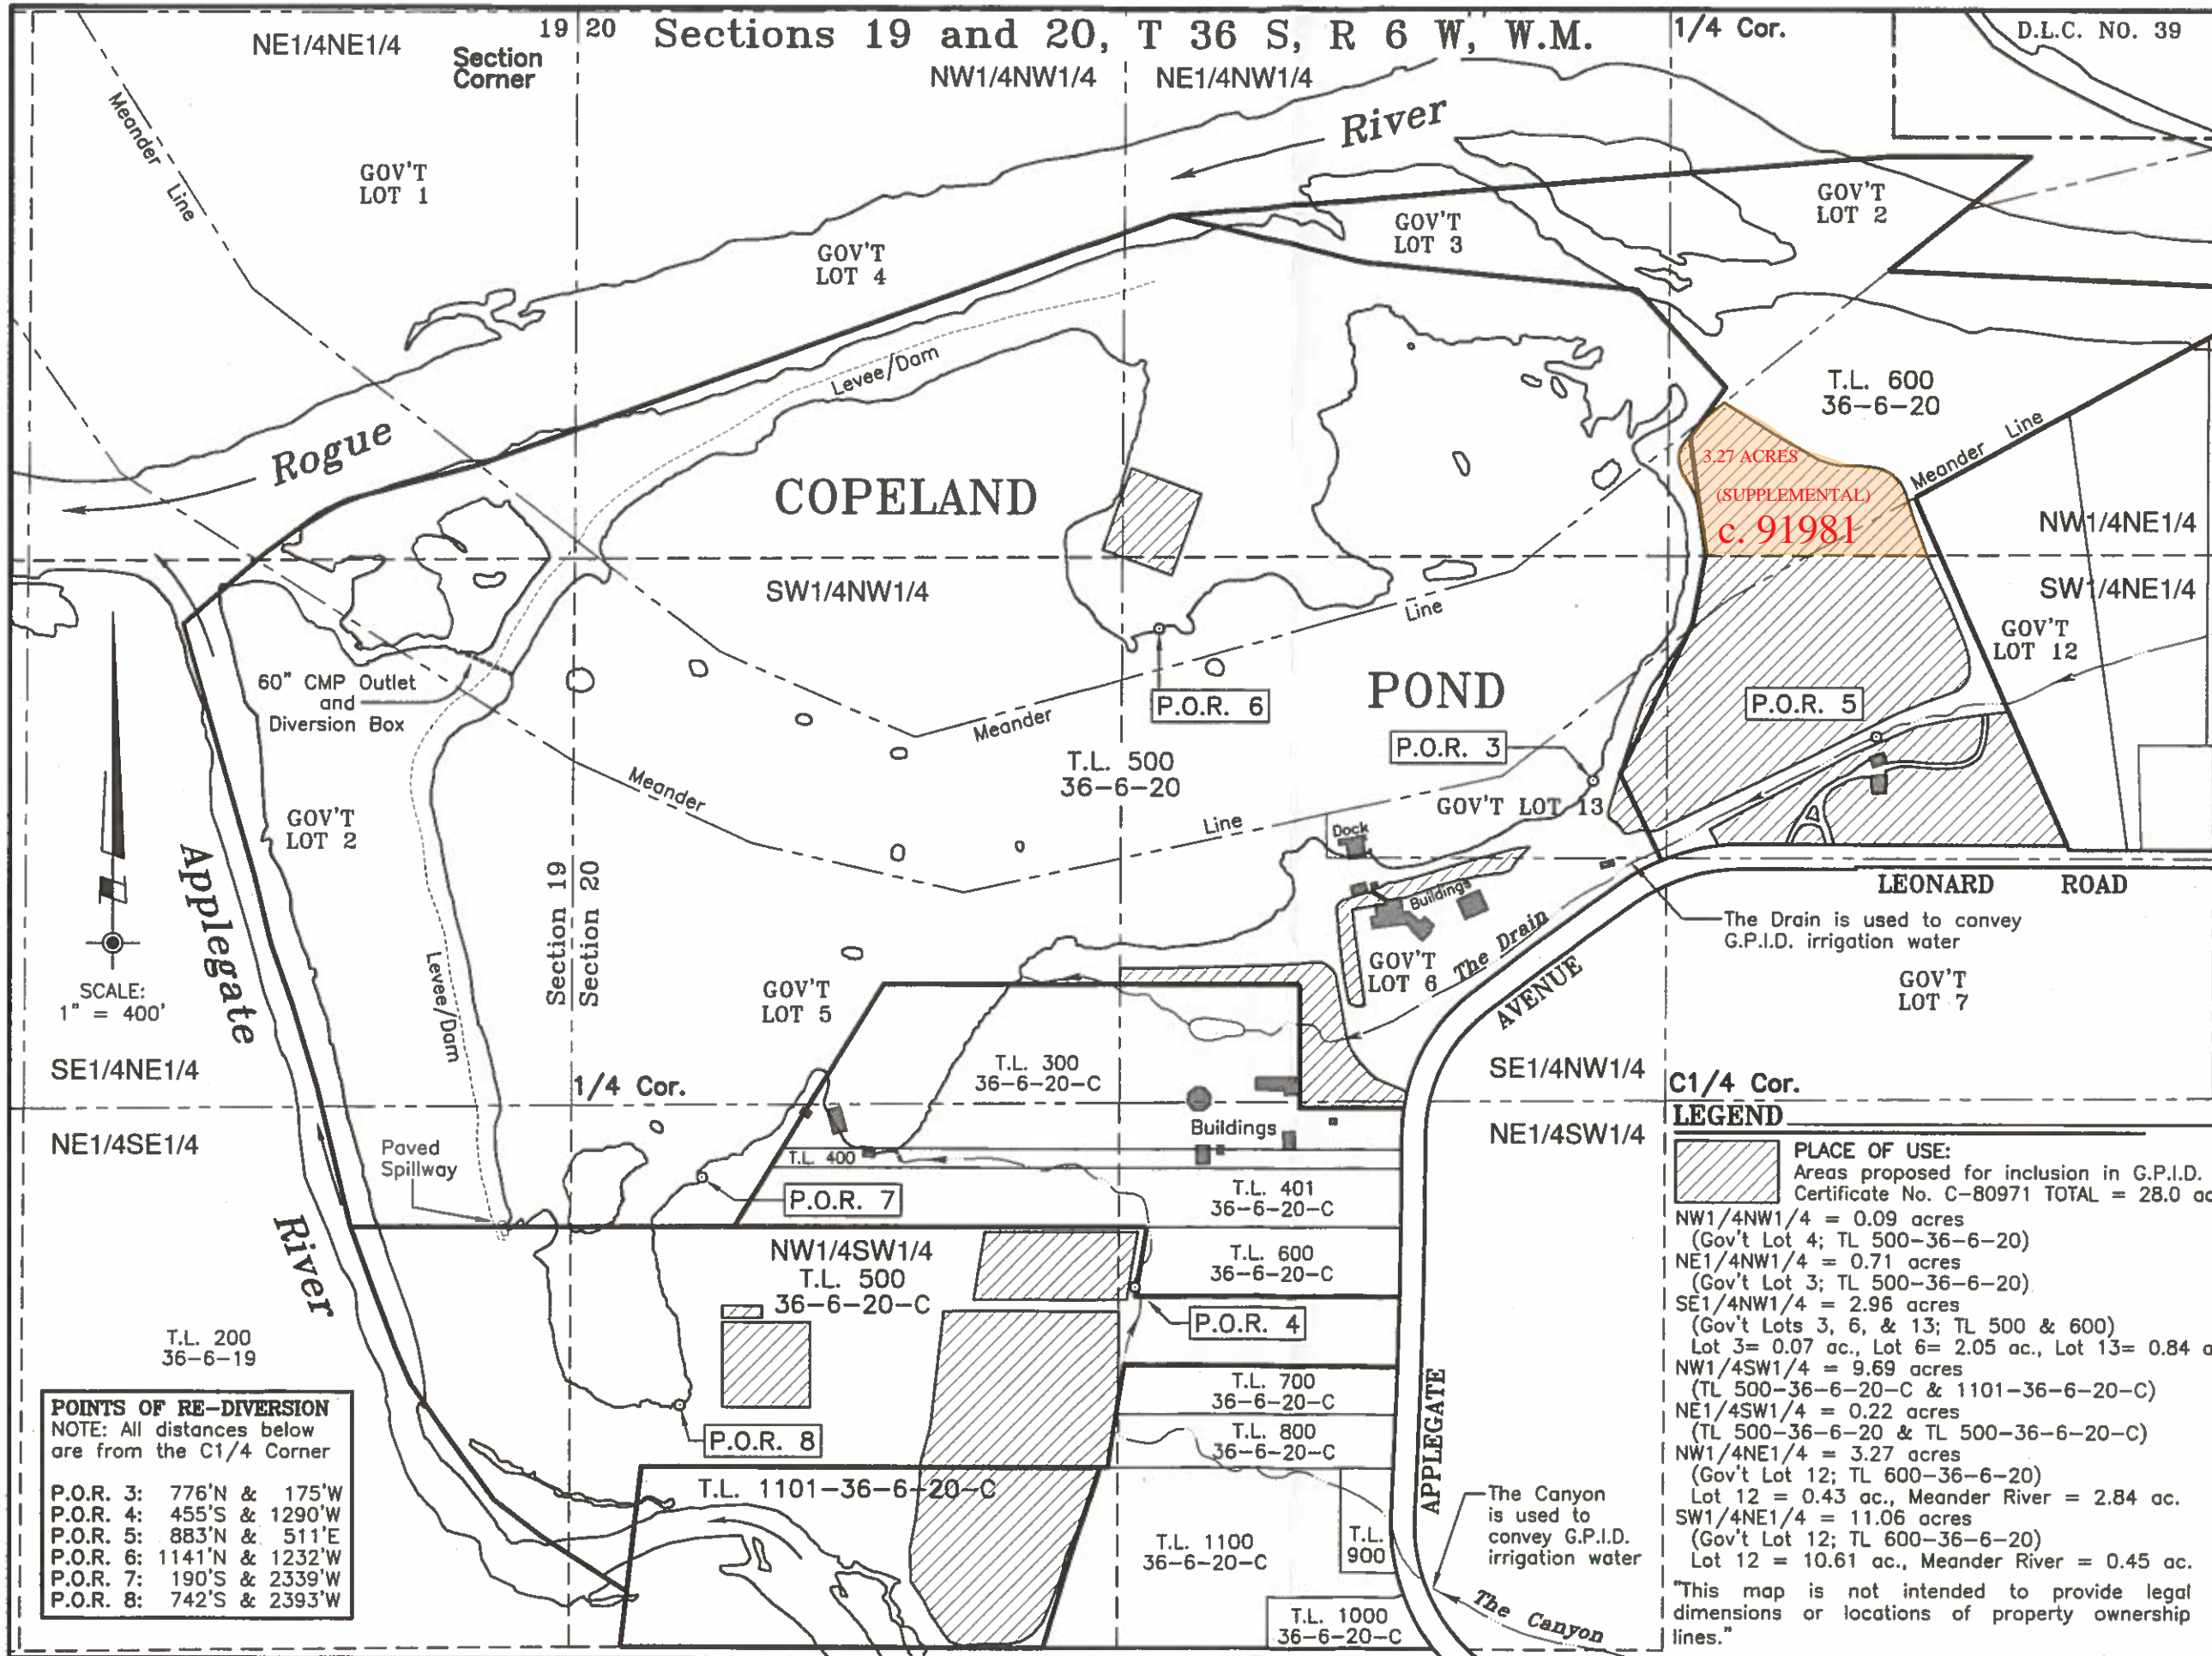 Sections 19 and 20, T 36 S, R 6 W, W.M.
19 20
Section
Corner
1/4 Cor.
D.L.C. NO. 39
NE1/4NE1/4
NW1/4NW1/4
NE1/4NW1/4
Meander Line
River
GOV'T
LOT 1
GOV'T
LOT 4
GOV'T
LOT 3
GOV'T
LOT 2
Levee/Dam
T.L. 600
36-6-20
Rogue
Meander Line
3.27 ACRES
(SUPPLEMENTAL)
c. 91981
COPELAND
NW1/4NE1/4
SW1/4NW1/4
SW1/4NE1/4
Meander Line
GOV'T
LOT 12
60" CMP Outlet
and
Diversion Box
P.O.R. 6
POND
P.O.R. 5
P.O.R. 3
T.L. 500
36-6-20
Meander Line
GOV'T LOT 13
GOV'T
LOT 2
Dock
Applegate
Section 19
Section 20
Buildings
LEONARD ROAD
The Drain is used to convey
G.P.I.D. irrigation water
The Drain
GOV'T
LOT 6
GOV'T
LOT 7
GOV'T
LOT 5
AVENUE
SCALE:
1" = 400'
Levee/Dam
SE1/4NE1/4
T.L. 300
36-6-20-C
SE1/4NW1/4
1/4 Cor.
C1/4 Cor.
NE1/4SE1/4
Buildings
NE1/4SW1/4
Paved
Spillway
T.L. 400
P.O.R. 7
T.L. 401
36-6-20-C
River
NW1/4SW1/4
T.L. 500
36-6-20-C
T.L. 600
36-6-20-C
P.O.R. 4
T.L. 200
36-6-19
T.L. 700
36-6-20-C
APPLEGATE
P.O.R. 8
T.L. 800
36-6-20-C
T.L. 1101-36-6-20-C
T.L. 1100
36-6-20-C
T.L.
900
The Canyon
is used to
convey G.P.I.D.
irrigation water
T.L. 1000
36-6-20-C
The Canyon
POINTS OF RE-DIVERSION
NOTE: All distances below
are from the C1/4 Corner
P.O.R. 3: 776'N & 175'W
P.O.R. 4: 455'S & 1290'W
P.O.R. 5: 883'N & 511'E
P.O.R. 6: 1141'N & 1232'W
P.O.R. 7: 190'S & 2339'W
P.O.R. 8: 742'S & 2393'W
LEGEND
PLACE OF USE:
Areas proposed for inclusion in G.P.I.D.
Certificate No. C-80971 TOTAL = 28.0 ac
NW1/4NW1/4 = 0.09 acres
(Gov't Lot 4; TL 500-36-6-20)
NE1/4NW1/4 = 0.71 acres
(Gov't Lot 3; TL 500-36-6-20)
SE1/4NW1/4 = 2.96 acres
(Gov't Lots 3, 6, & 13; TL 500 & 600)
Lot 3= 0.07 ac., Lot 6= 2.05 ac., Lot 13= 0.84 a
NW1/4SW1/4 = 9.69 acres
(TL 500-36-6-20-C & 1101-36-6-20-C)
NE1/4SW1/4 = 0.22 acres
(TL 500-36-6-20 & TL 500-36-6-20-C)
NW1/4NE1/4 = 3.27 acres
(Gov't Lot 12; TL 600-36-6-20)
Lot 12 = 0.43 ac., Meander River = 2.84 ac.
SW1/4NE1/4 = 11.06 acres
(Gov't Lot 12; TL 600-36-6-20)
Lot 12 = 10.61 ac., Meander River = 0.45 ac.
"This map is not intended to provide legal
dimensions or locations of property ownership
lines."